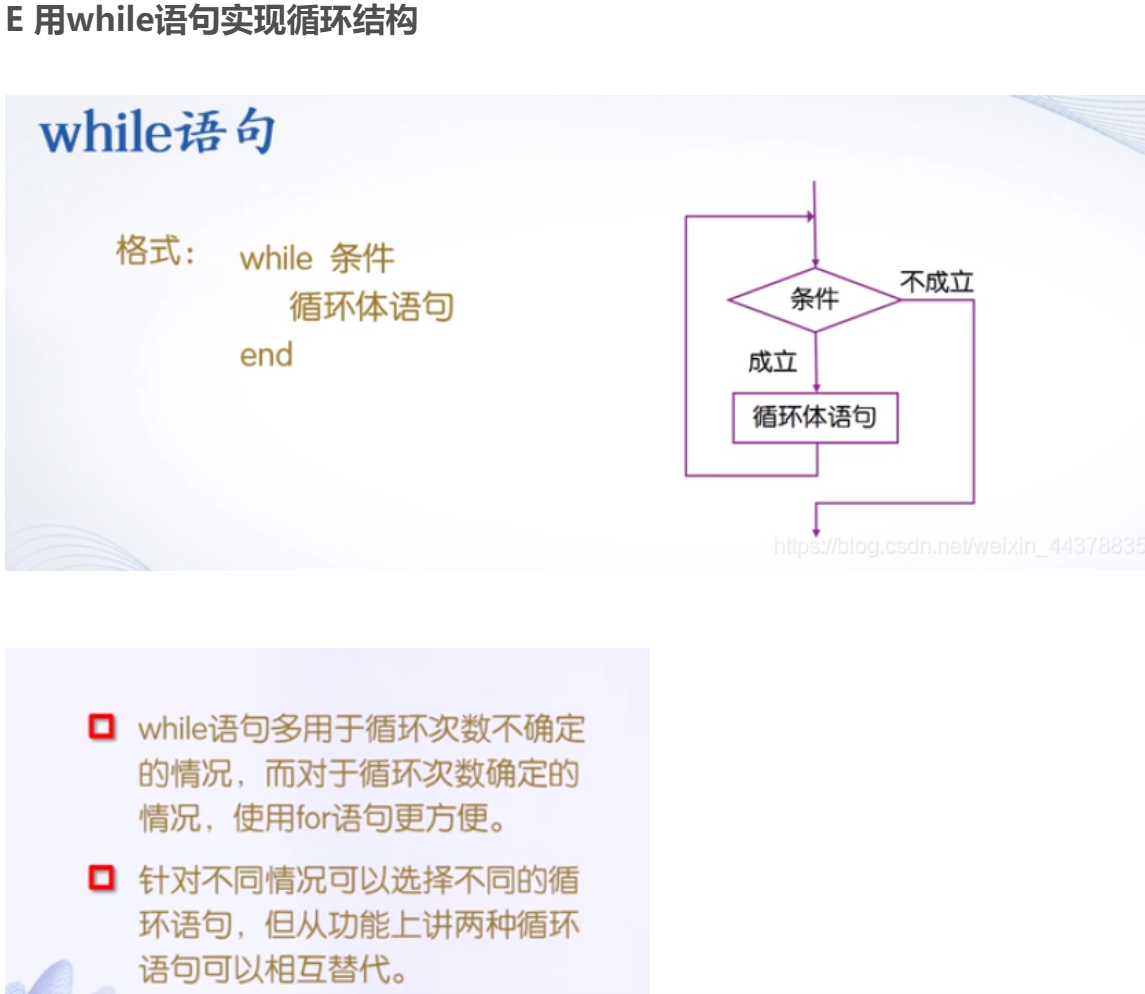 E 用while语句实现循环结构
while语句
格式： while 条件
循环体语句
end
条件
不成立
成立
循环体语句
https://blog.csdn.net/weixin_44378835
while语句多用于循环次数不确定
的情况，而对于循环次数确定的
情况，使用for语句更方便。
针对不同情况可以选择不同的循
环语句，但从功能上讲两种循环
语句可以相互替代。